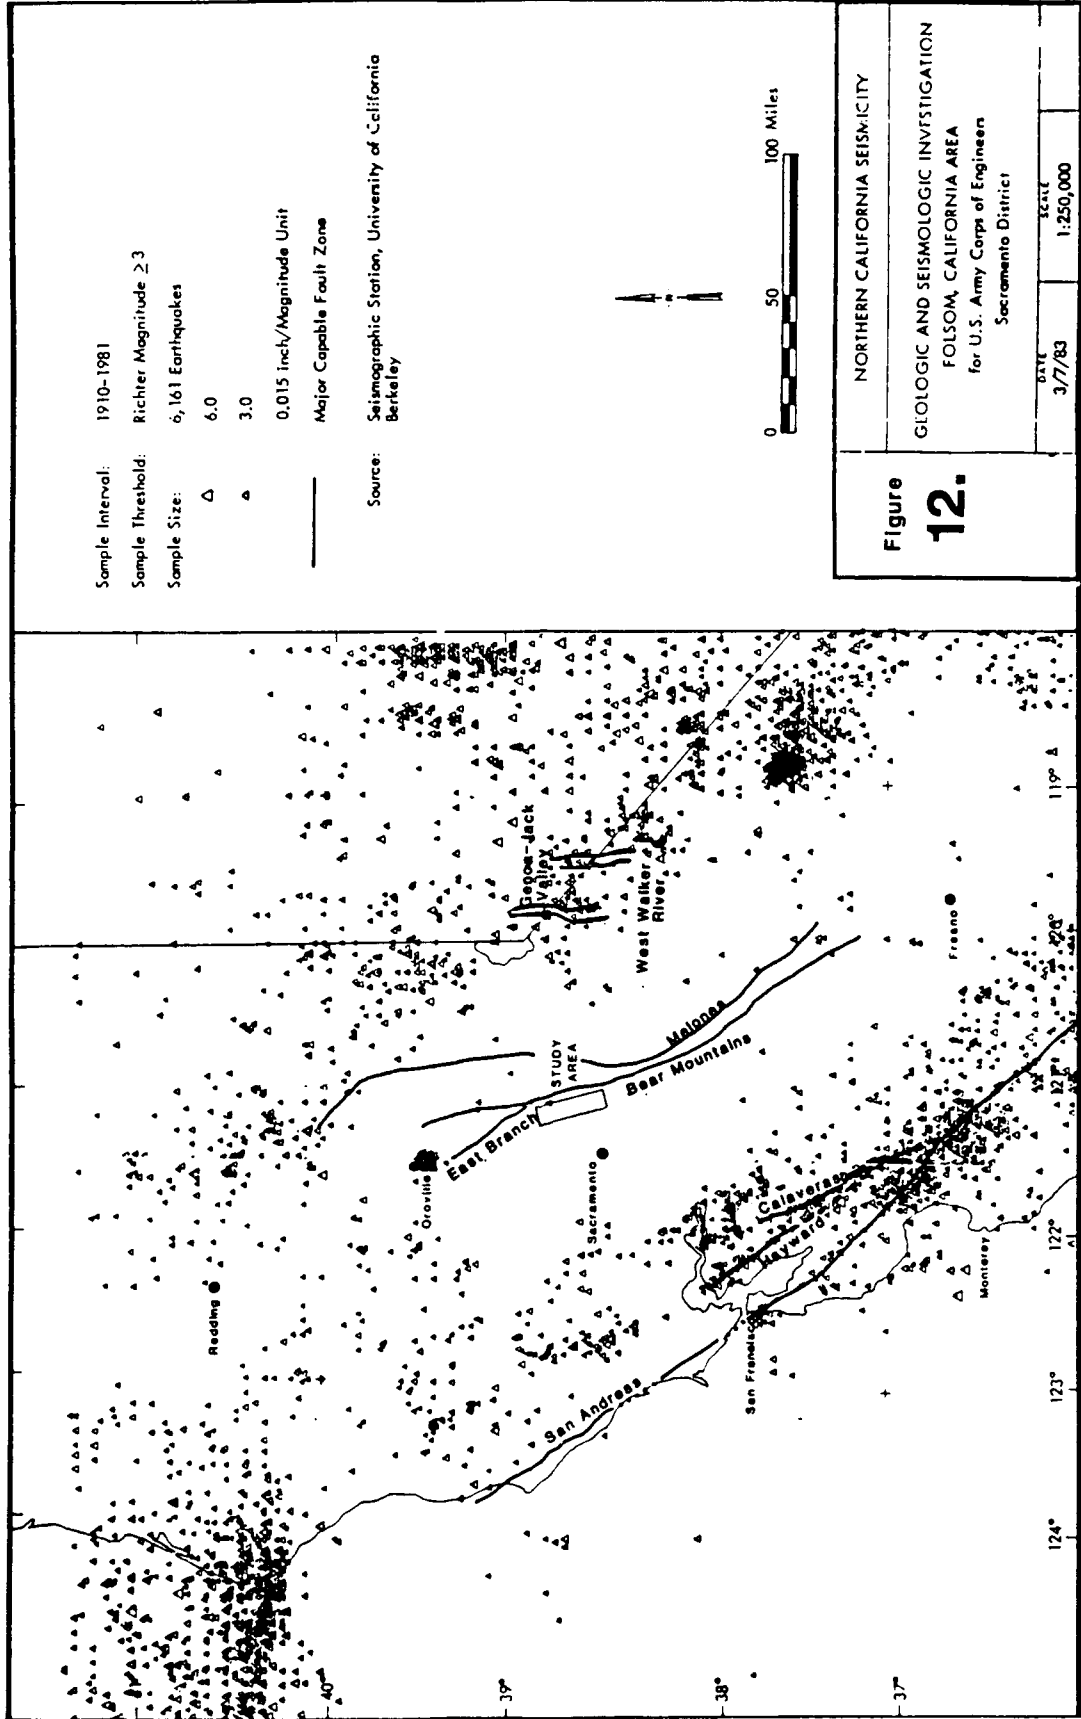 Sample Interval: 1910-1981
Sample Threshold: Richter Magnitude ≥3
Sample Size: 6,161 Earthquakes
6.0
3.0
0.015 inch/Magnitude Unit
Major Capable Fault Zone
Source: Seismographic Station, University of California
Berkeley
0 50 100 Miles
Figure
12.
NORTHERN CALIFORNIA SEISMICITY
GEOLOGIC AND SEISMOLOGIC INVESTIGATION
FOLSOM, CALIFORNIA AREA
for U.S. Army Corps of Engineers
Sacramento District
DATE
3/7/83
SCALE
1:250,000
Redding
Oroville
East Branch
STUDY
AREA
Sacramento
Melones
Bear Mountains
Genoa-Jack
Valley
West Walker
River
San Andreas
San Francisco
Hayward
Calaveras
Monterey
Fresno
40°
39°
38°
37°
124°
123°
122°
121°
120°
119°